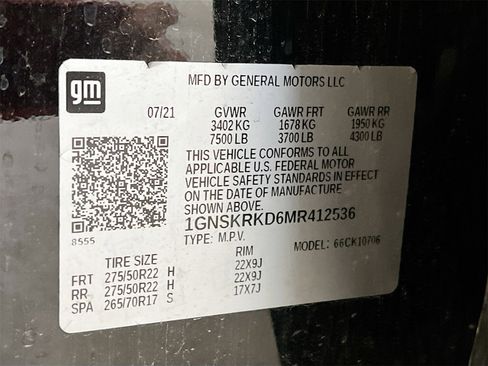 gm
MFD BY GENERAL MOTORS LLC
07/21 GVWR GAWR FRT GAWR RR
3402 KG 1678 KG 1950 KG
7500 LB 3700 LB 4300 LB
THIS VEHICLE CONFORMS TO ALL
APPLICABLE U.S. FEDERAL MOTOR
VEHICLE SAFETY STANDARDS IN EFFECT
ON THE DATE OF MANUFACTURE
SHOWN ABOVE.
1GNSKRKD6MR412536
8555 TYPE: M.P.V. MODEL: 66CK10706
TIRE SIZE RIM
FRT 275/50R22 H 22X9J
RR 275/50R22 H 22X9J
SPA 265/70R17 S 17X7J